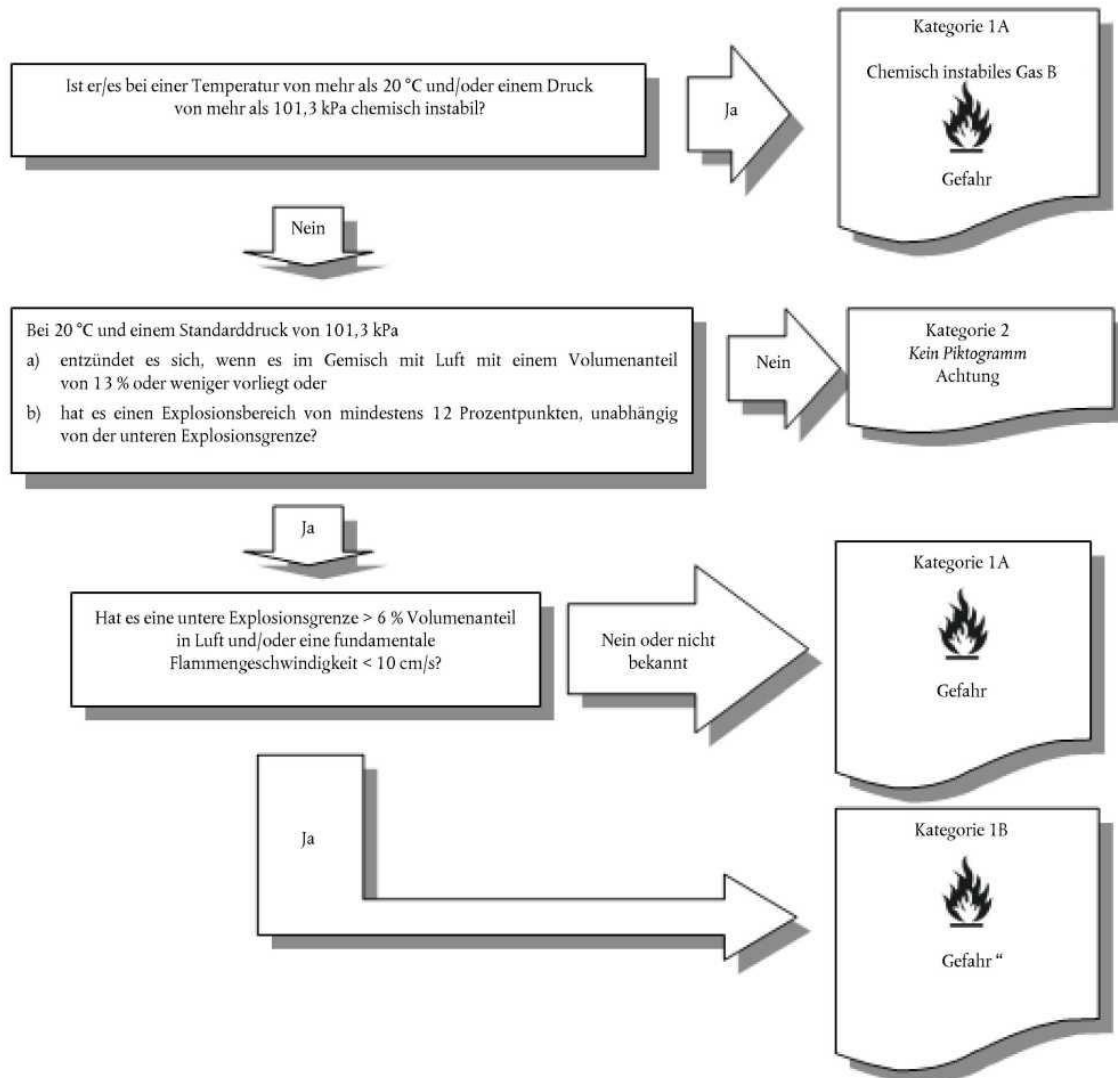 Kategorie 1A
Chemisch instabiles Gas B
Gefahr
Ist er/es bei einer Temperatur von mehr als 20 °C und/oder einem Druck
von mehr als 101,3 kPa chemisch instabil?
Ja
Nein
Bei 20 °C und einem Standarddruck von 101,3 kPa
a) entzündet es sich, wenn es im Gemisch mit Luft mit einem Volumenanteil
von 13 % oder weniger vorliegt oder
b) hat es einen Explosionsbereich von mindestens 12 Prozentpunkten, unabhängig
von der unteren Explosionsgrenze?
Nein
Kategorie 2
Kein Piktogramm
Achtung
Ja
Hat es eine untere Explosionsgrenze > 6 % Volumenanteil
in Luft und/oder eine fundamentale
Flammengeschwindigkeit < 10 cm/s?
Nein oder nicht
bekannt
Kategorie 1A
Gefahr
Ja
Kategorie 1B
Gefahr “